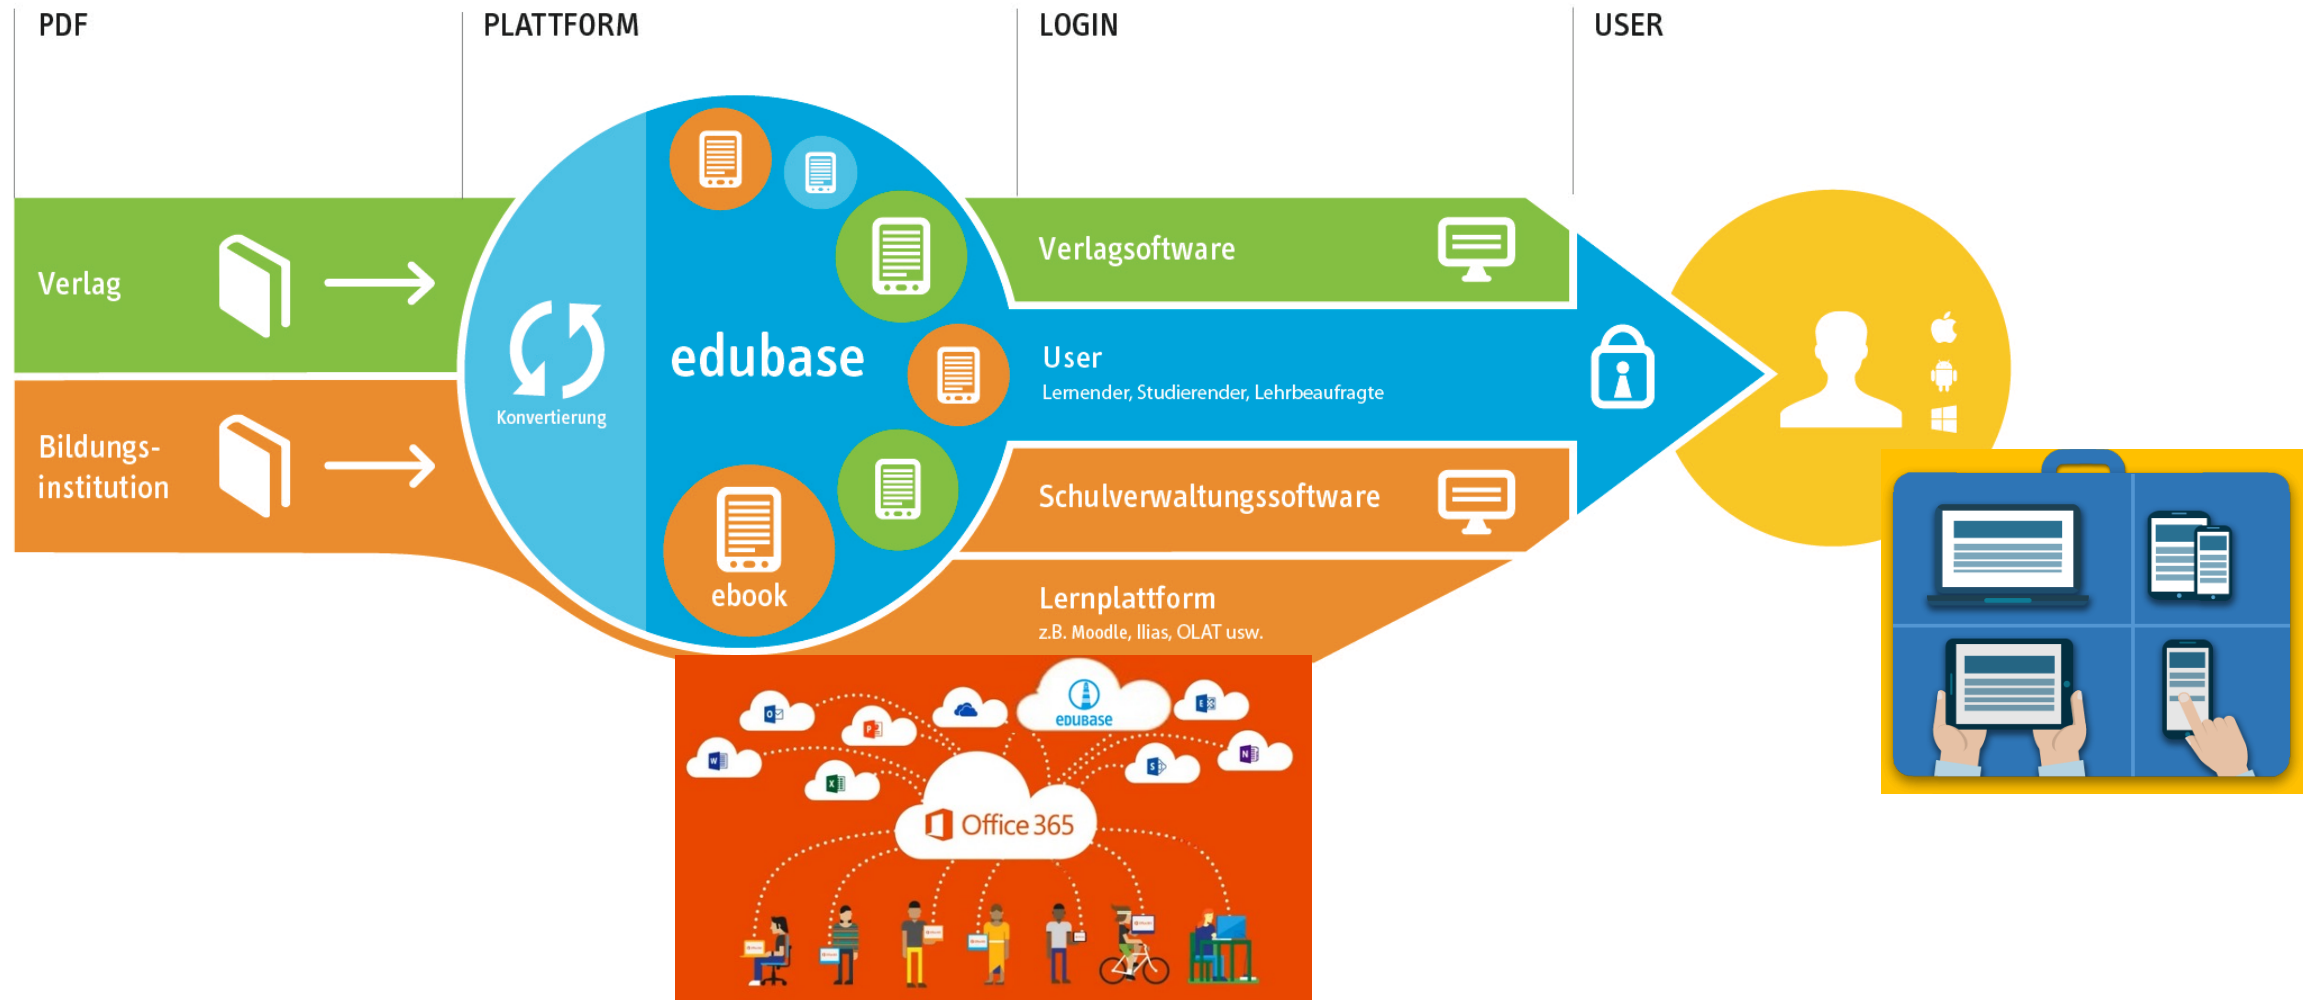 PDF
PLATTFORM
LOGIN
USER
Verlag
Bildungs-
institution
Konvertierung
edubase
ebook
Verlagsoftware
User
Lernender, Studierender, Lehrbeaufragte
Schulverwaltungssoftware
Lernplattform
z.B. Moodle, Ilias, OLAT usw.
EDUBASE
O
P
E
W
X
S
N
Office 365